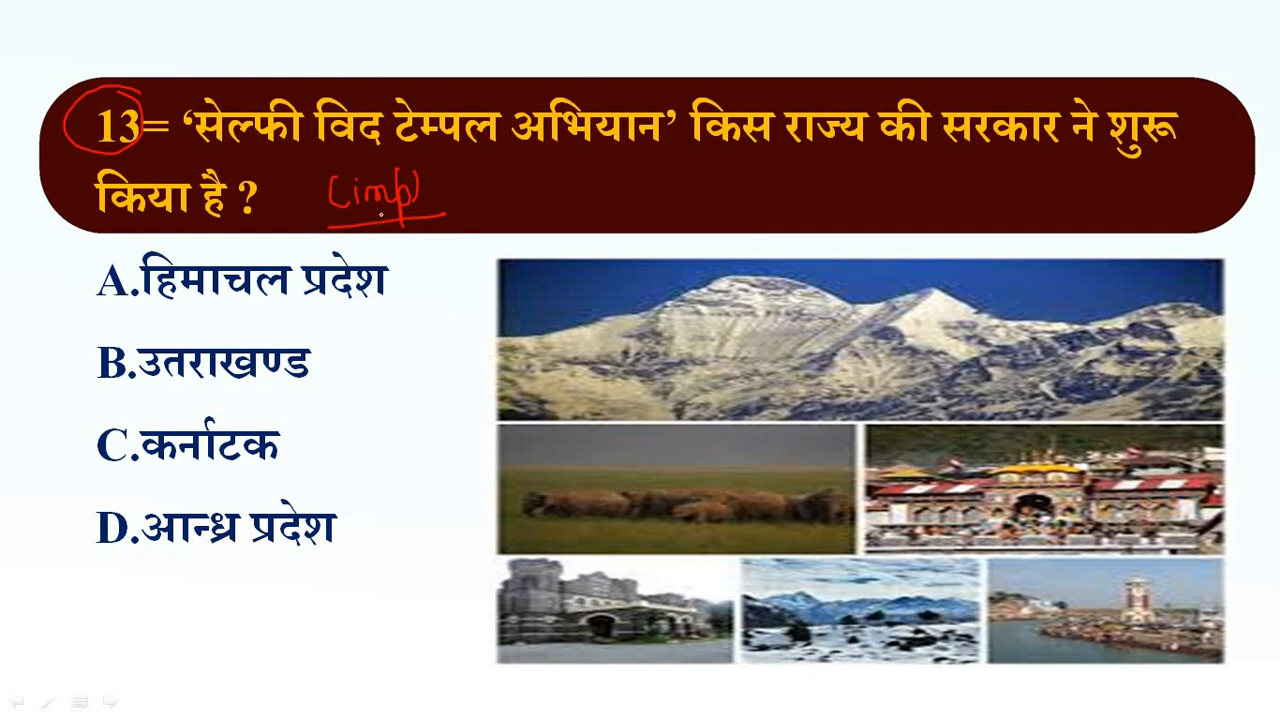 13= ‘सेल्फी विद टेम्पल अभियान’ किस राज्य की सरकार ने शुरू
किया है ? (imp)
A.हिमाचल प्रदेश
B.उतराखण्ड
C.कर्नाटक
D.आन्ध्र प्रदेश